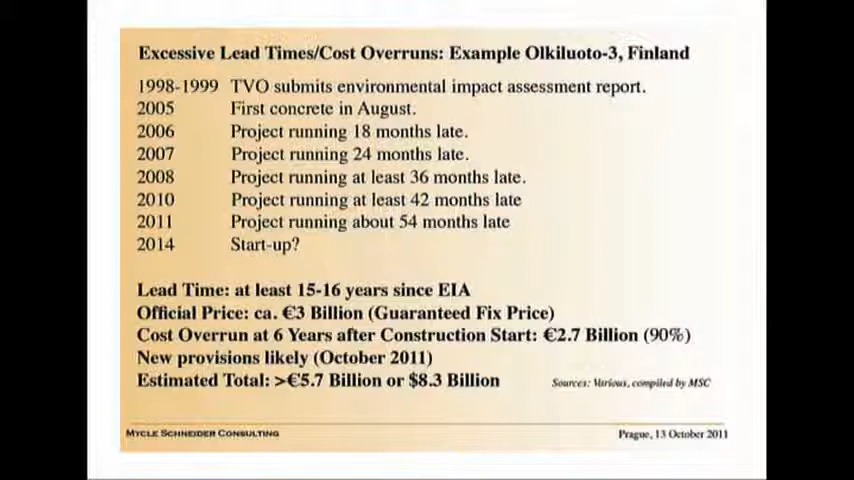 Excessive Lead Times/Cost Overruns: Example Olkiluoto-3, Finland
1998-1999 TVO submits environmental impact assessment report.
2005 First concrete in August.
2006 Project running 18 months late.
2007 Project running 24 months late.
2008 Project running at least 36 months late.
2010 Project running at least 42 months late
2011 Project running about 54 months late
2014 Start-up?
Lead Time: at least 15-16 years since EIA
Official Price: ca. €3 Billion (Guaranteed Fix Price)
Cost Overrun at 6 Years after Construction Start: €2.7 Billion (90%)
New provisions likely (October 2011)
Estimated Total: >€5.7 Billion or $8.3 Billion
Sources: Various, compiled by MSC
MYCLE SCHNEIDER CONSULTING
Prague, 13 October 2011